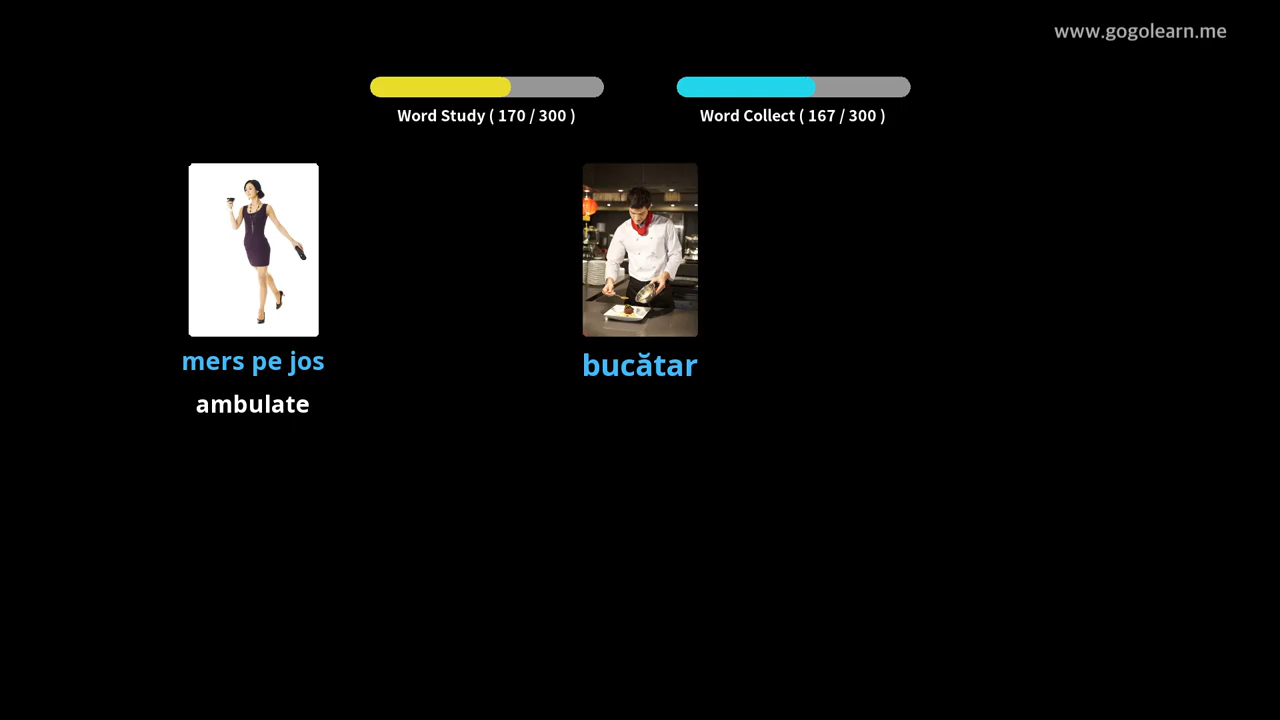 www.gogolearn.me
Word Study ( 170 / 300 )
Word Collect ( 167 / 300 )
mers pe jos
ambulate
bucătar